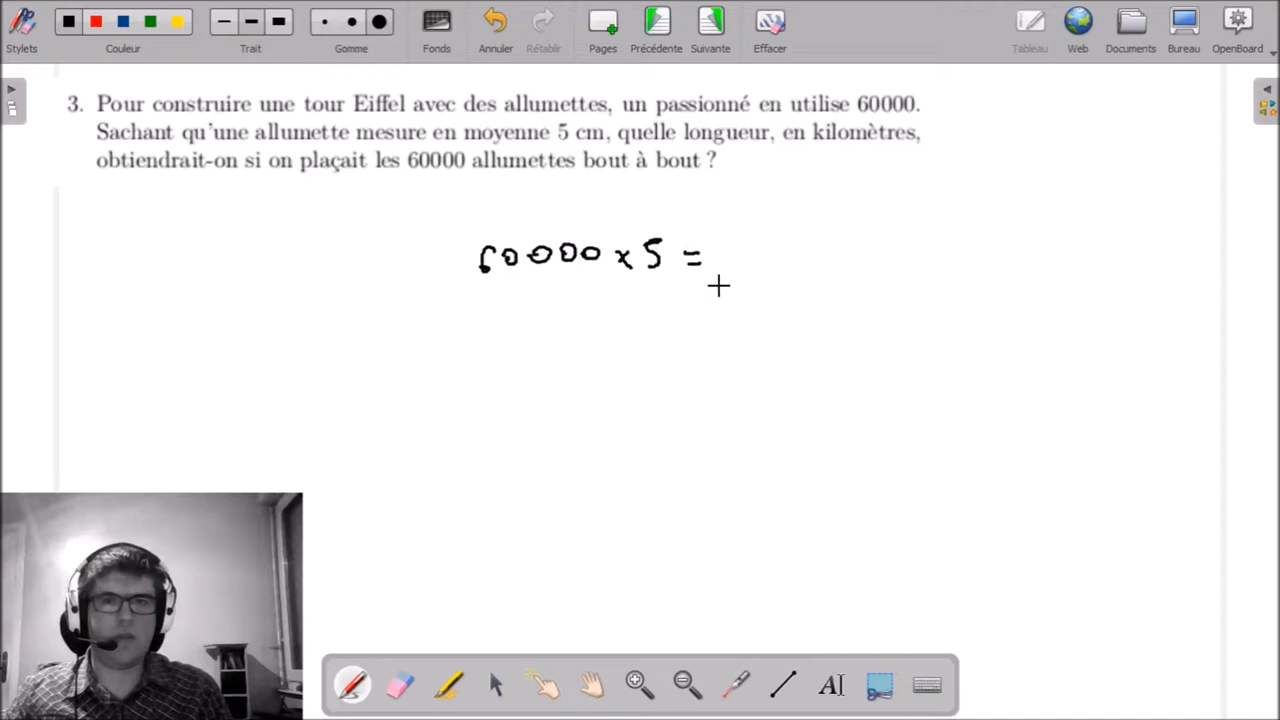 Stylets
Couleur
Trait
Gomme
Fonds
Annuler
Rétablir
Pages
Précédente
Suivante
Effacer
Tableau
Web
Documents
Bureau
OpenBoard
3. Pour construire une tour Eiffel avec des allumettes, un passionné en utilise 60000.
Sachant qu'une allumette mesure en moyenne 5 cm, quelle longueur, en kilomètres,
obtiendrait-on si on plaçait les 60000 allumettes bout à bout ?
60000 x 5 =
AI